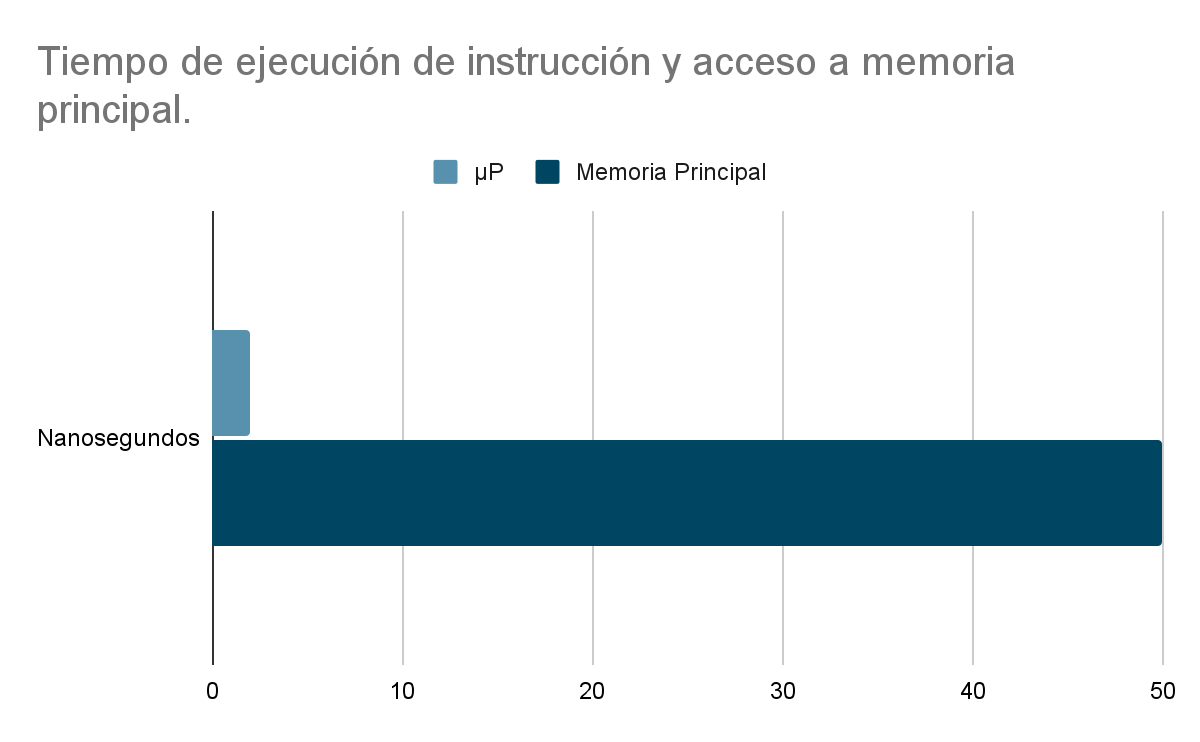 Tiempo de ejecución de instrucción y acceso a memoria
principal.
µP Memoria Principal
Nanosegundos
0 10 20 30 40 50